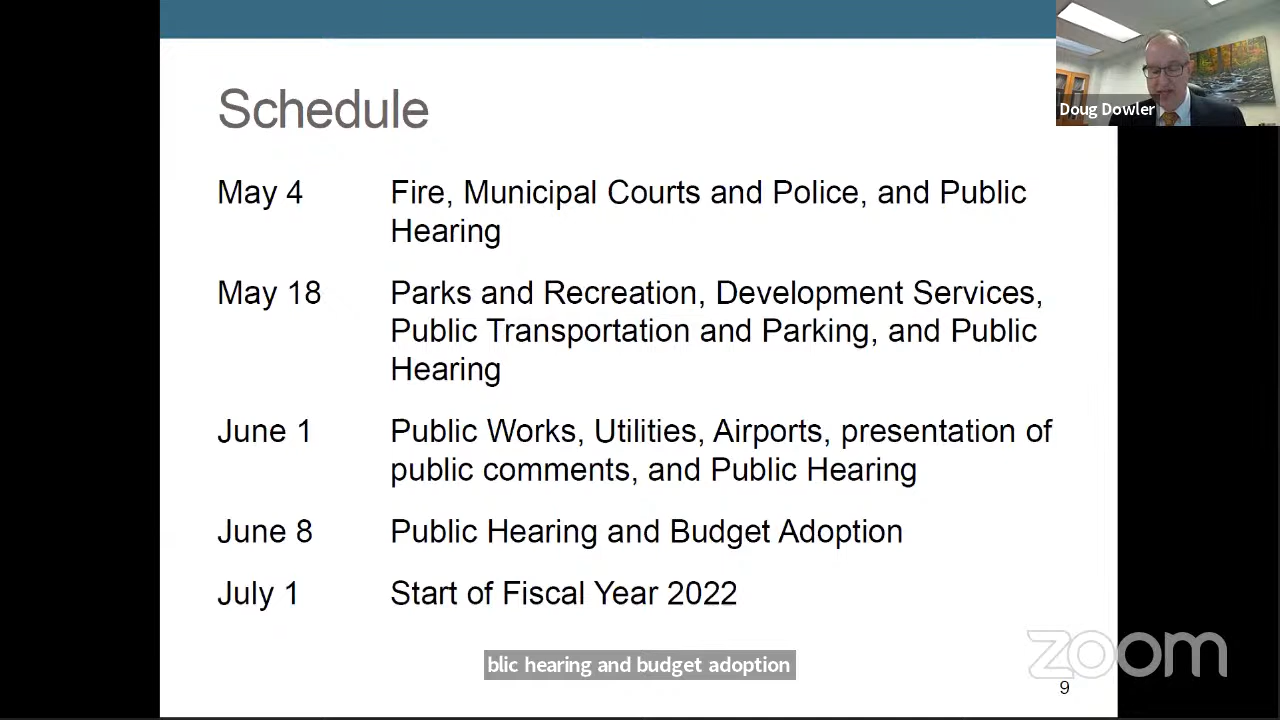 Doug Dowler
Schedule
May 4
Fire, Municipal Courts and Police, and Public
Hearing
May 18
Parks and Recreation, Development Services,
Public Transportation and Parking, and Public
Hearing
June 1
Public Works, Utilities, Airports, presentation of
public comments, and Public Hearing
June 8
Public Hearing and Budget Adoption
July 1
Start of Fiscal Year 2022
blic hearing and budget adoption
zoom
9